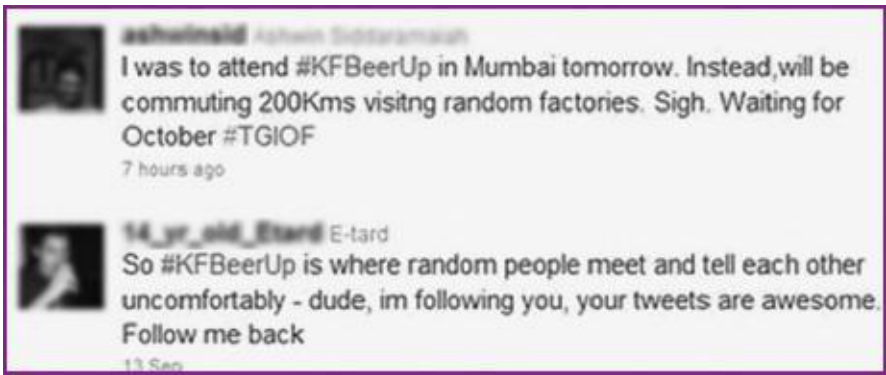 I was to attend #KFBeerUp in Mumbai tomorrow. Instead,will be
commuting 200Kms visitng random factories. Sigh. Waiting for
October #TGIOF
7 hours ago
E-tard
So #KFBeerUp is where random people meet and tell each other
uncomfortably - dude, im following you, your tweets are awesome.
Follow me back
13 Sep